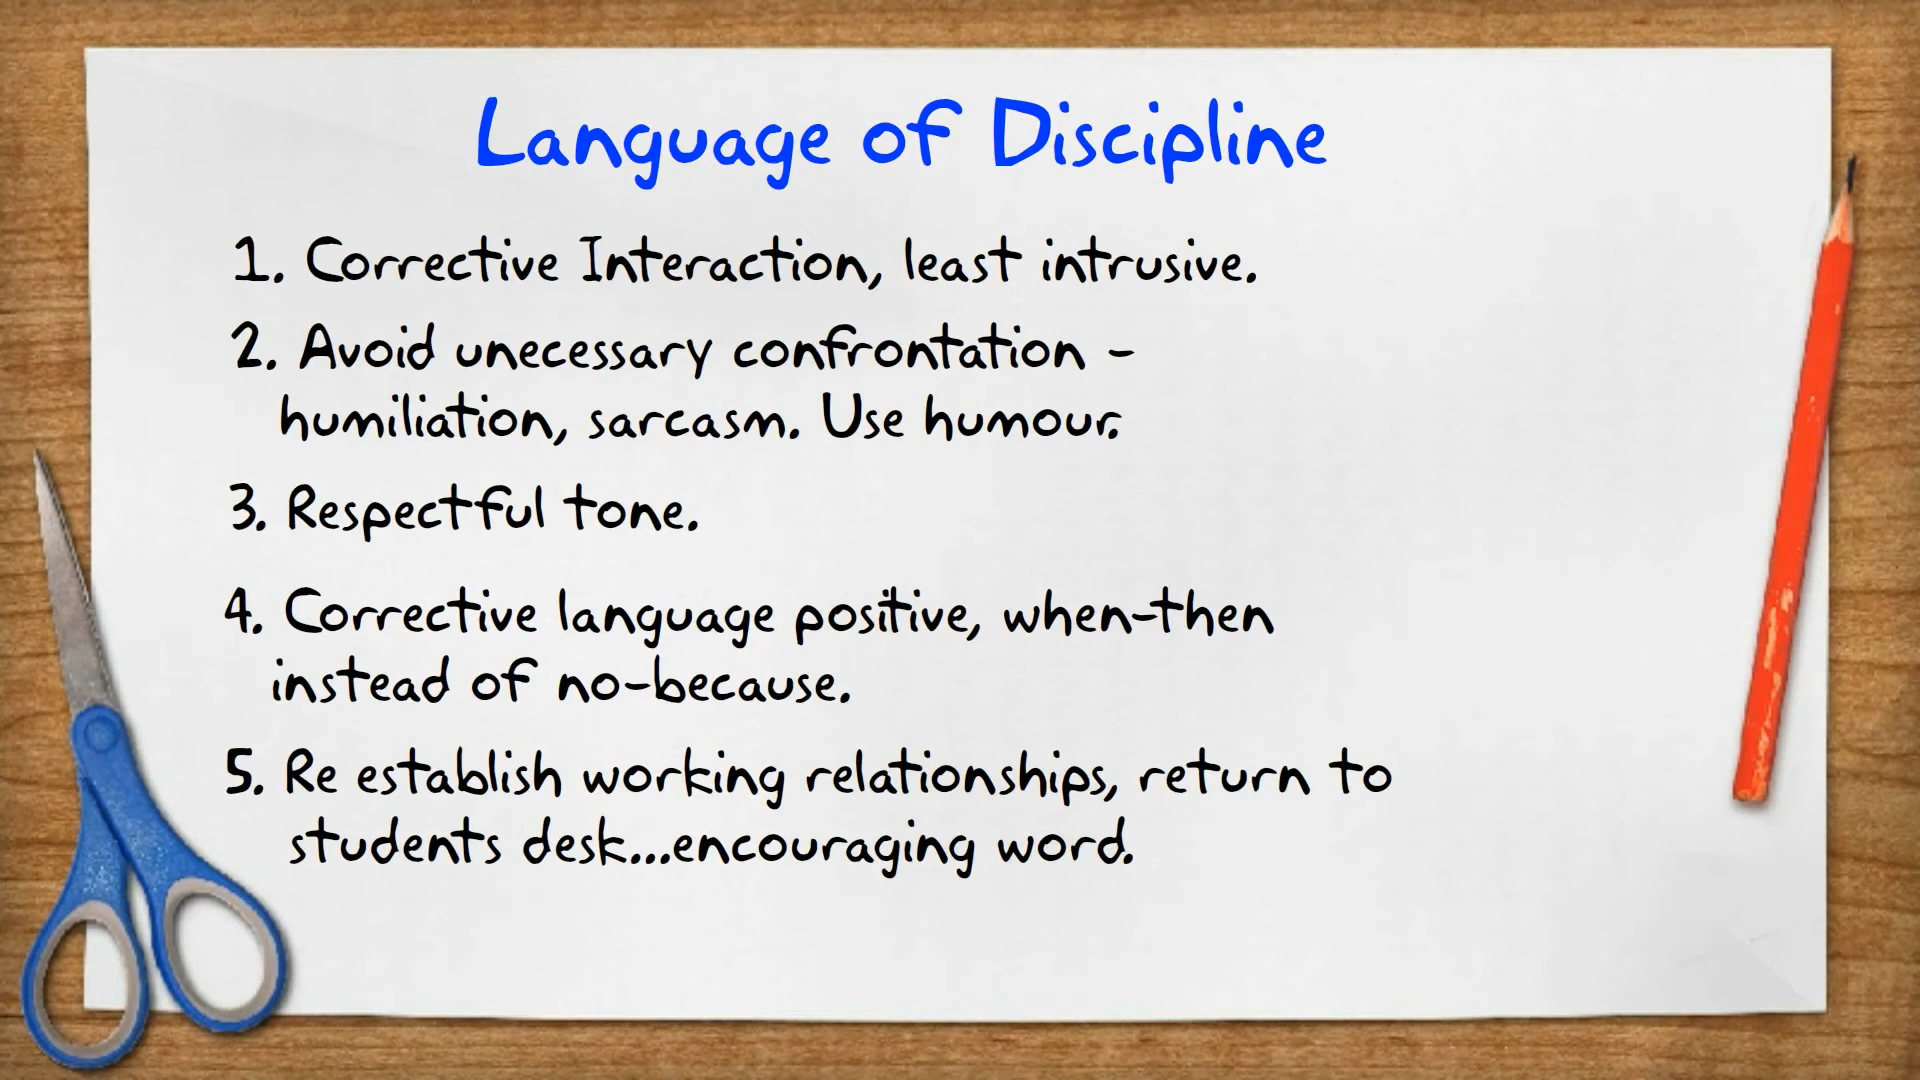 Language of Discipline
1. Corrective Interaction, least intrusive.
2. Avoid unecessary confrontation -
humiliation, sarcasm. Use humour.
3. Respectful tone.
4. Corrective language positive, when-then
instead of no-because.
5. Re establish working relationships, return to
students desk...encouraging word.